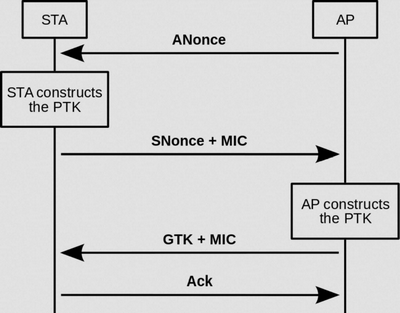 STA
AP
ANonce
STA constructs
the PTK
SNonce + MIC
AP constructs
the PTK
GTK + MIC
Ack